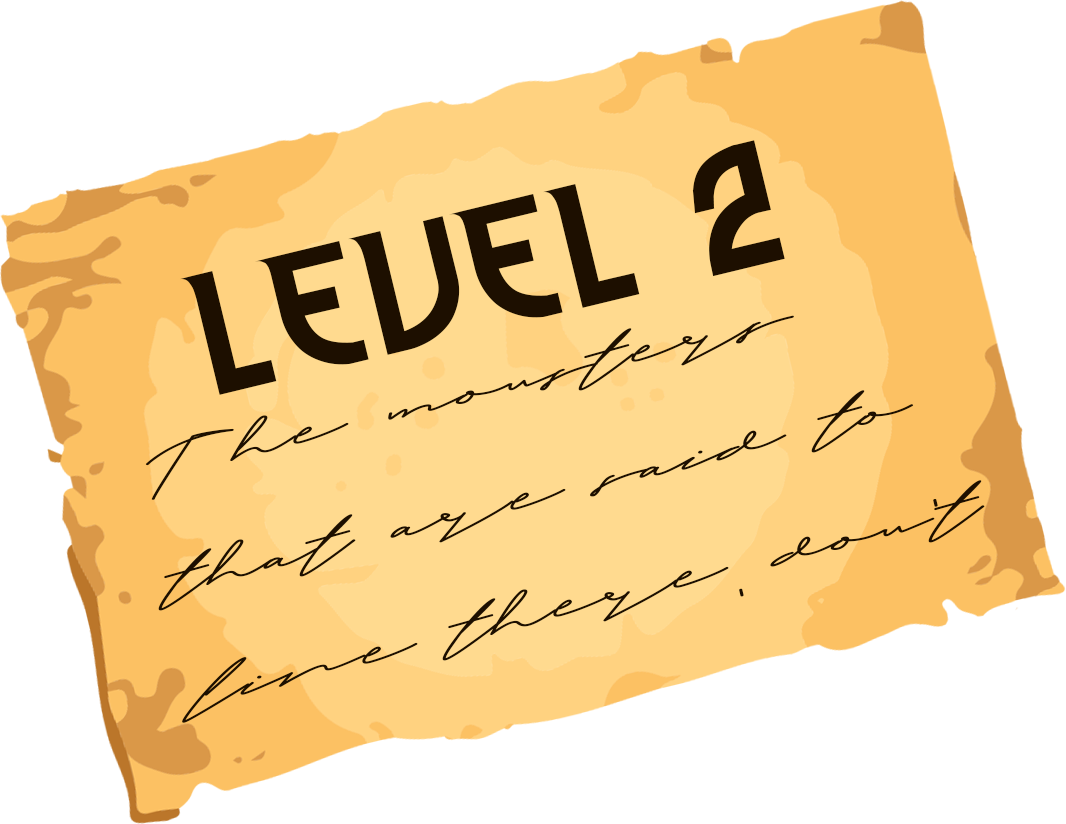 LEVEL 2
The monsters
that are said to
live there, don't